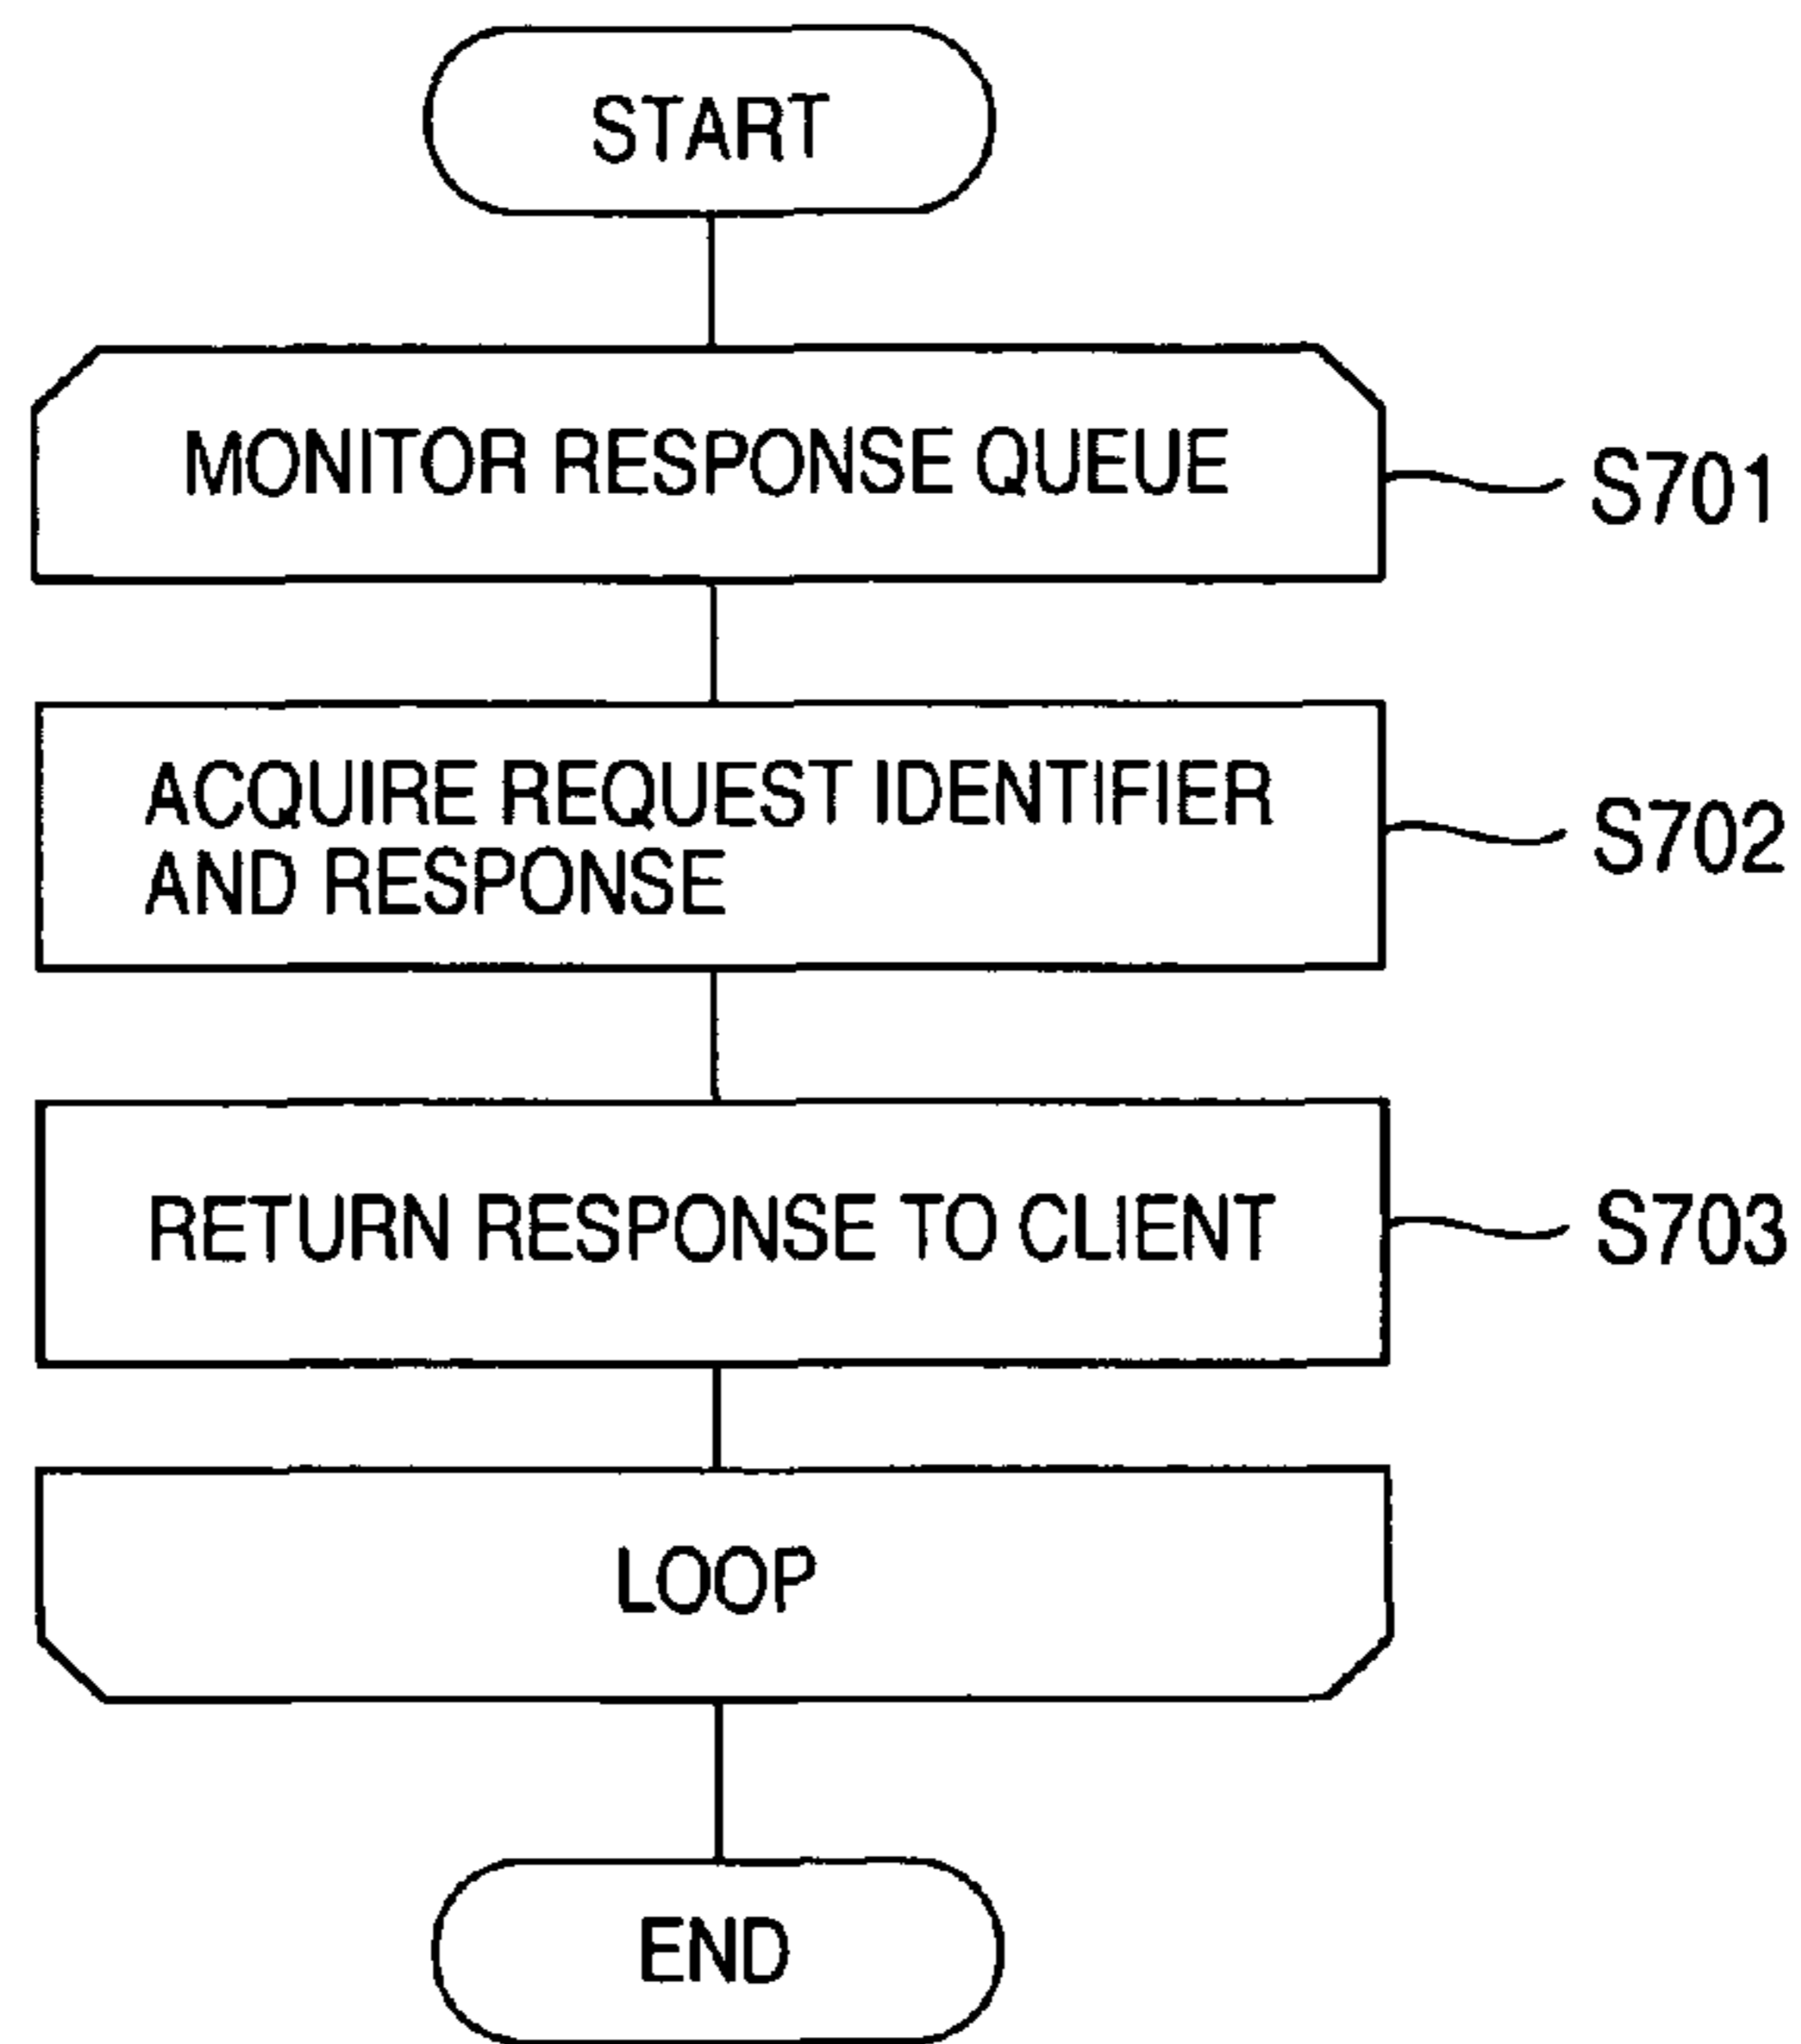 START
MONITOR RESPONSE QUEUE
S701
ACQUIRE REQUEST IDENTIFIER
AND RESPONSE
S702
RETURN RESPONSE TO CLIENT
S703
LOOP
END